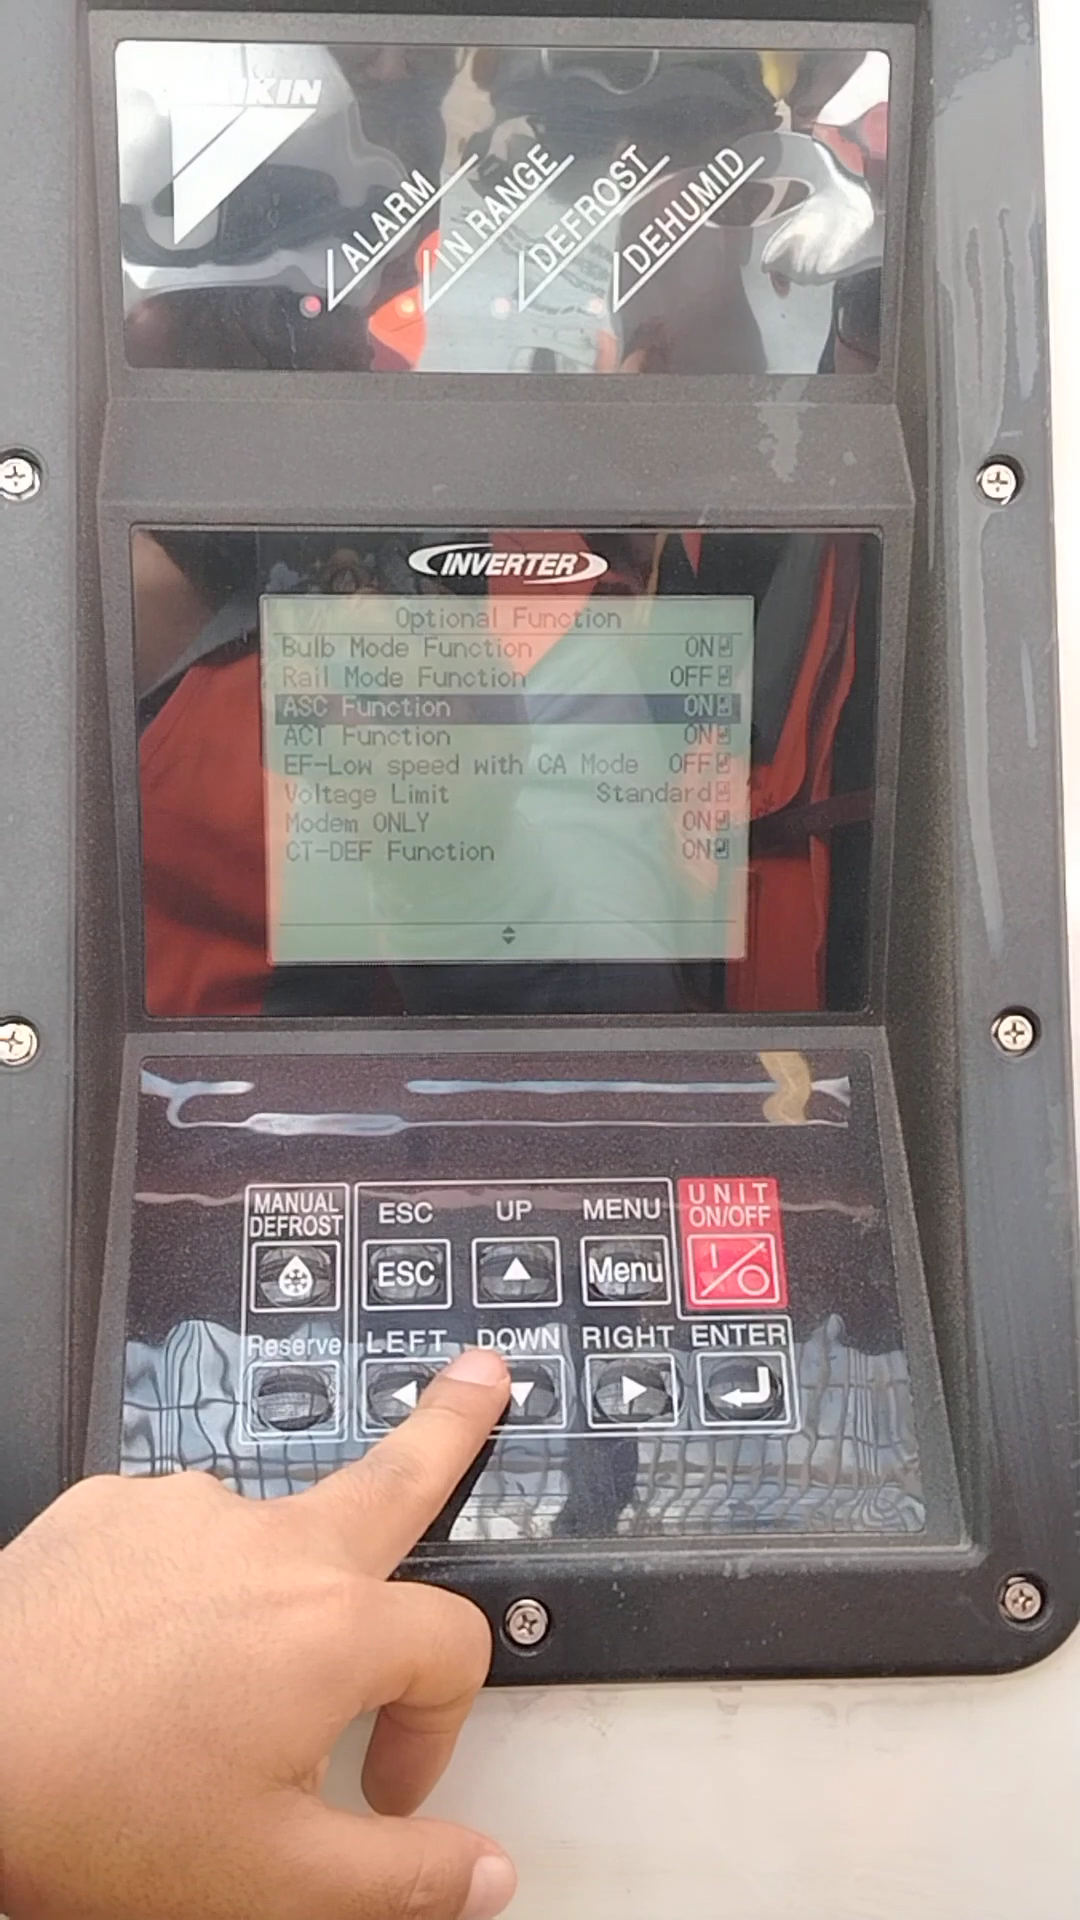 DAIKIN
ALARM
IN RANGE
DEFROST
DEHUMID
INVERTER
Optional Function
Bulb Mode Function ON
Rail Mode Function OFF
ASC Function ON
ACT Function ON
EF-Low speed with CA Mode OFF
Voltage Limit Standard
Modem ONLY ON
CT-DEF Function ON
MANUAL DEFROST
ESC
UP
MENU
UNIT ON/OFF
ESC
Menu
I/O
Reserve
LEFT
DOWN
RIGHT
ENTER